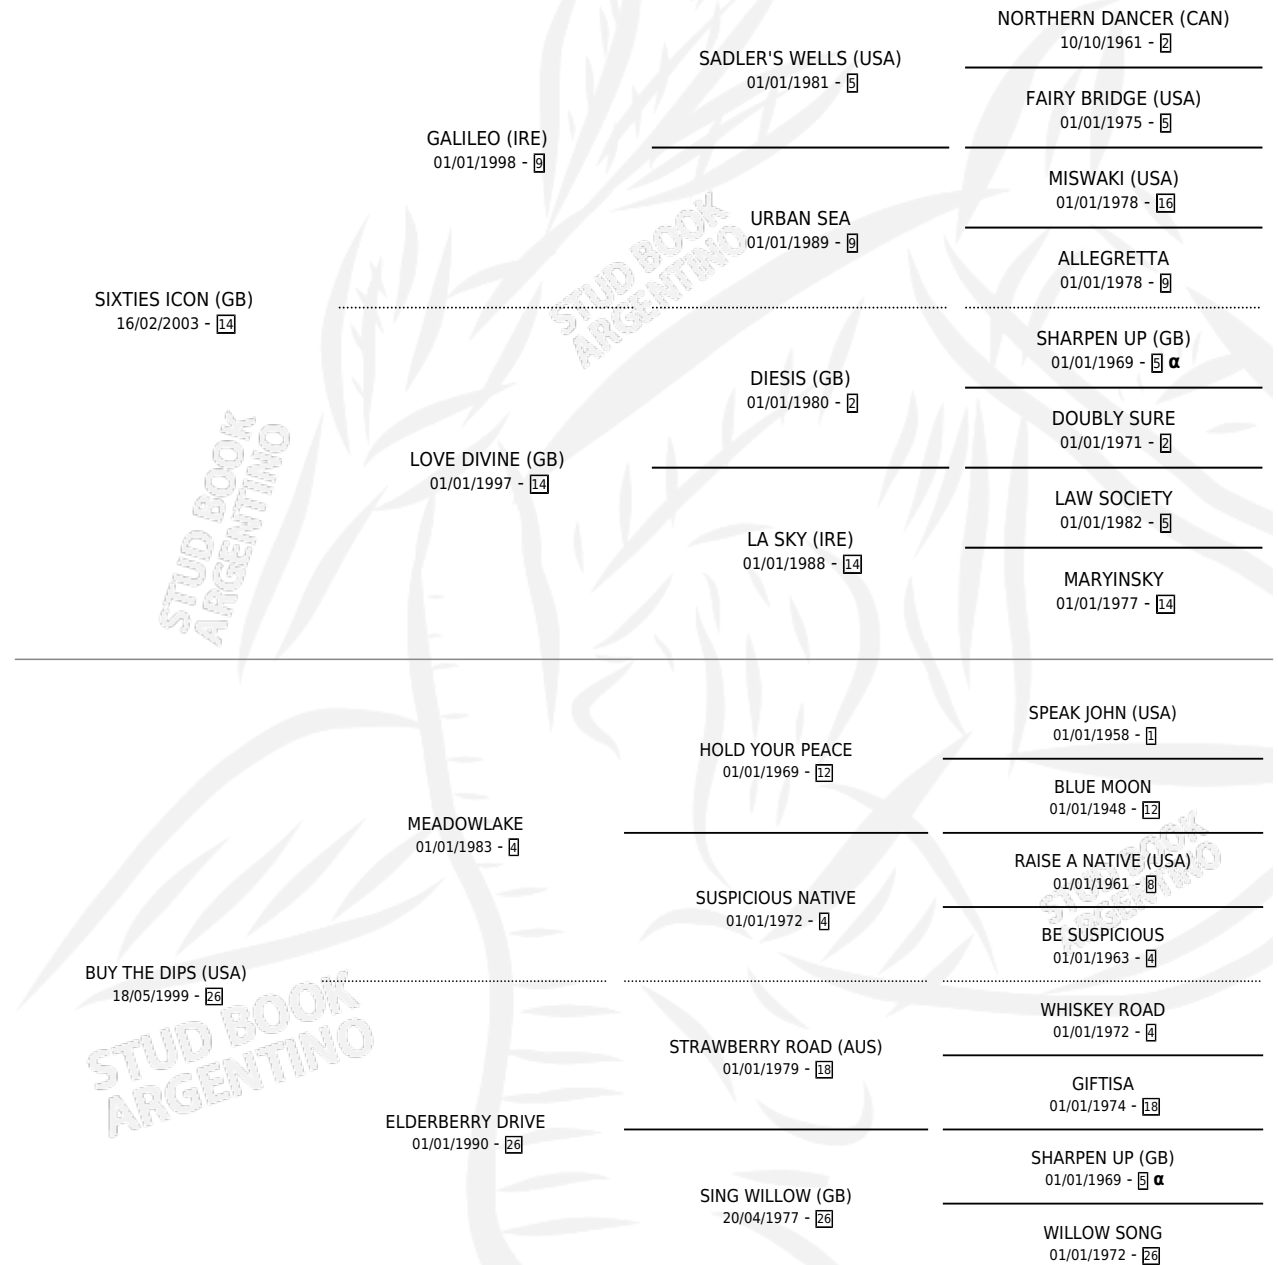 NORTHERN DANCER (CAN)
10/10/1961 - 2
SADLER'S WELLS (USA)
01/01/1981 - 5
FAIRY BRIDGE (USA)
01/01/1975 - 5
GALILEO (IRE)
01/01/1998 - 9
MISWAKI (USA)
01/01/1978 - 16
URBAN SEA
01/01/1989 - 9
ALLEGRETTA
01/01/1978 - 9
SIXTIES ICON (GB)
16/02/2003 - 14
SHARPEN UP (GB)
01/01/1969 - 5 α
DIESIS (GB)
01/01/1980 - 2
DOUBLY SURE
01/01/1971 - 2
LOVE DIVINE (GB)
01/01/1997 - 14
LAW SOCIETY
01/01/1982 - 5
LA SKY (IRE)
01/01/1988 - 14
MARYINSKY
01/01/1977 - 14
SPEAK JOHN (USA)
01/01/1958 - 1
HOLD YOUR PEACE
01/01/1969 - 12
BLUE MOON
01/01/1948 - 12
MEADOWLAKE
01/01/1983 - 4
RAISE A NATIVE (USA)
01/01/1961 - 8
SUSPICIOUS NATIVE
01/01/1972 - 4
BE SUSPICIOUS
01/01/1963 - 4
BUY THE DIPS (USA)
18/05/1999 - 26
WHISKEY ROAD
01/01/1972 - 4
STRAWBERRY ROAD (AUS)
01/01/1979 - 18
GIFTISA
01/01/1974 - 18
ELDERBERRY DRIVE
01/01/1990 - 26
SHARPEN UP (GB)
01/01/1969 - 5 α
SING WILLOW (GB)
20/04/1977 - 26
WILLOW SONG
01/01/1972 - 26
STUD BOOK
ARGENTINO
STUD BOOK
ARGENTINO
STUD BOOK
ARGENTINO
STUD BOOK
ARGENTINO